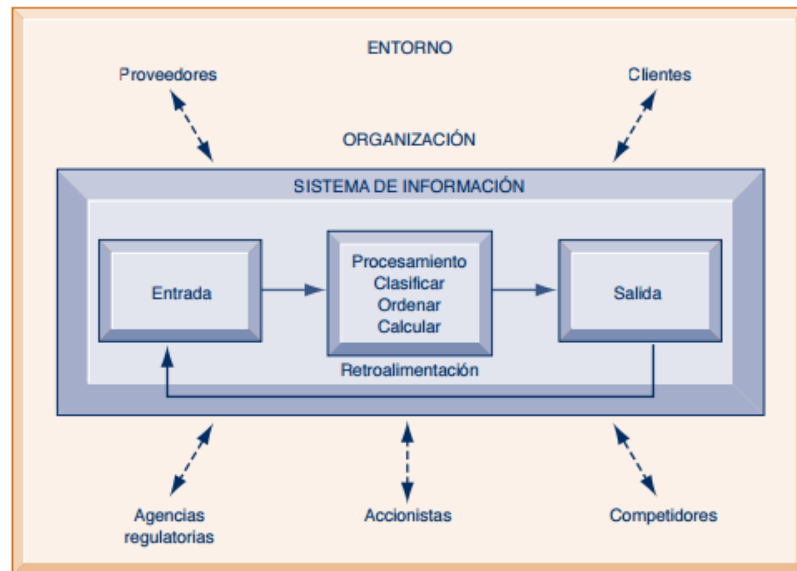 ENTORNO
Proveedores
Clientes
ORGANIZACIÓN
SISTEMA DE INFORMACIÓN
Entrada
Procesamiento
Clasificar
Ordenar
Calcular
Salida
Retroalimentación
Agencias
regulatorias
Accionistas
Competidores